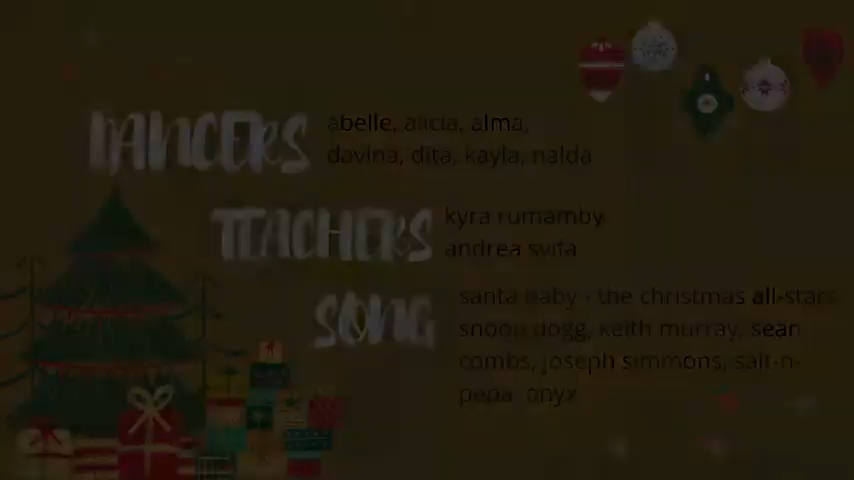 DANCERS
abelle, alicia, alma,
davina, dita, kayla, nalda
TEACHERS
kyra rumamby
andrea svita
SONG
santa baby - the christmas all-stars
snoop dogg, keith murray, sean
combs, joseph simmons, salt-n-
pepa, onyx